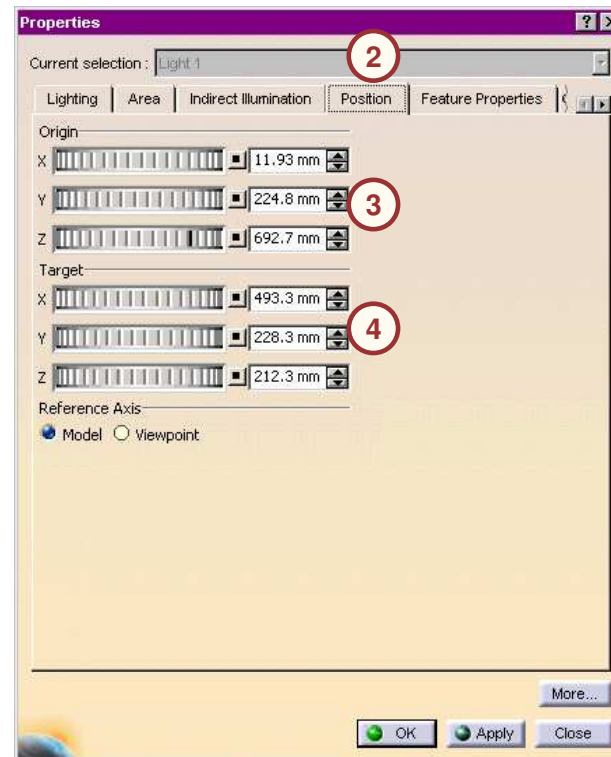 Properties
Current selection : Light 1
2
Lighting Area Indirect Illumination Position Feature Properties
Origin
X 11.93 mm
Y 224.8 mm
3
Z 692.7 mm
Target
X 493.3 mm
Y 228.3 mm
4
Z 212.3 mm
Reference Axis
Model Viewpoint
More...
OK Apply Close